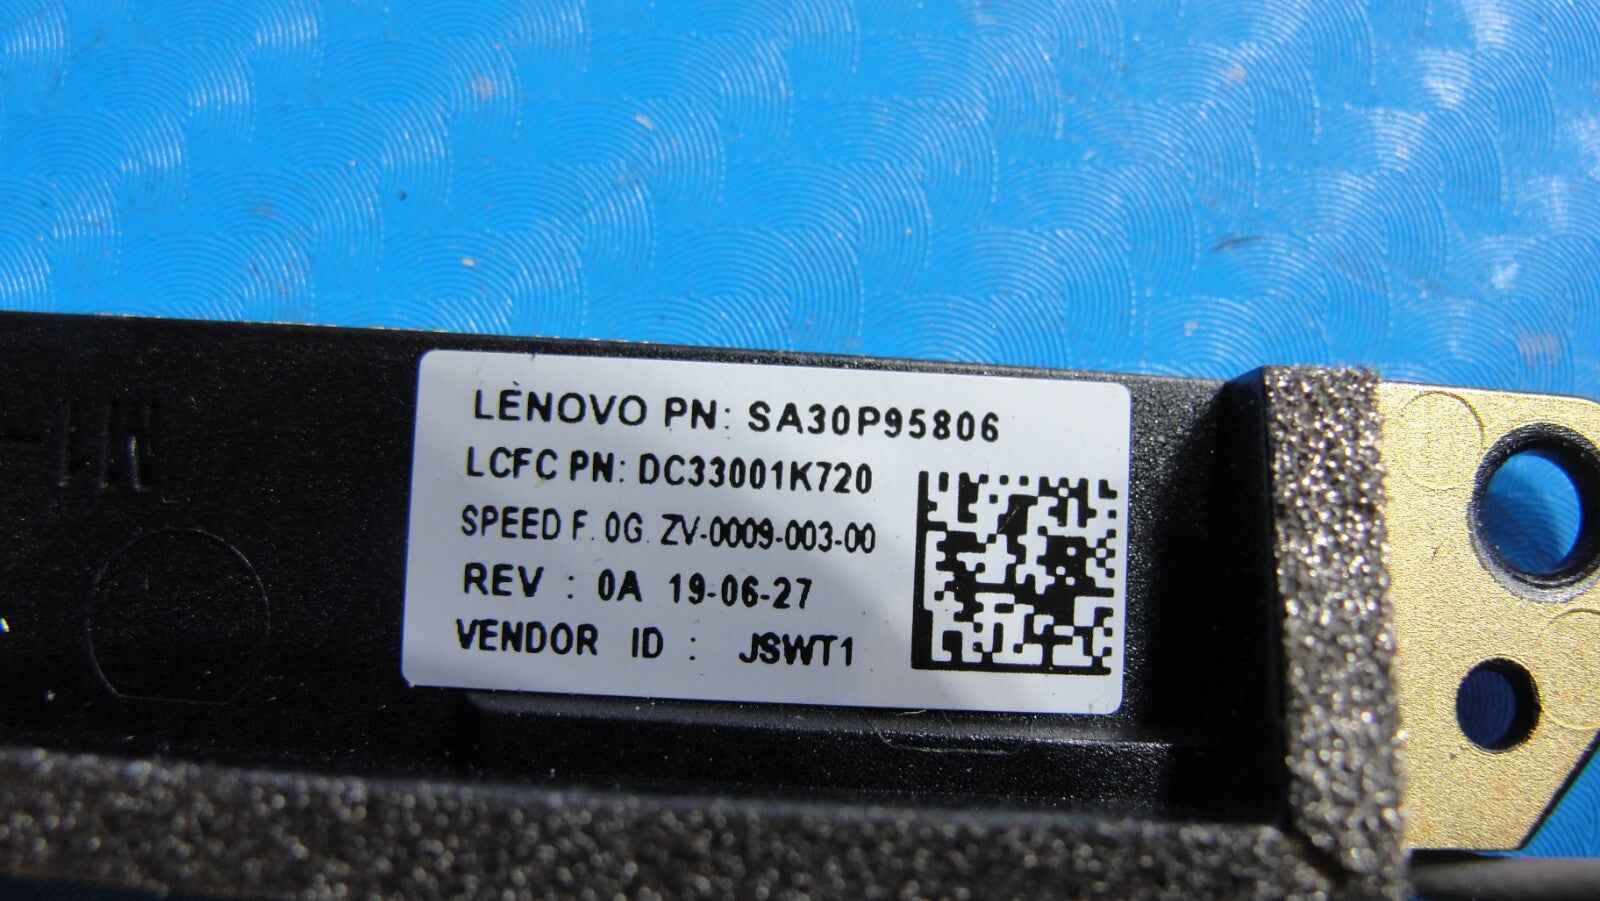 LENOVO PN: SA30P95806
LCFC PN: DC33001K720
SPEED F. 0G. ZV-0009-003-00
REV : 0A 19-06-27
VENDOR ID : JSWT1